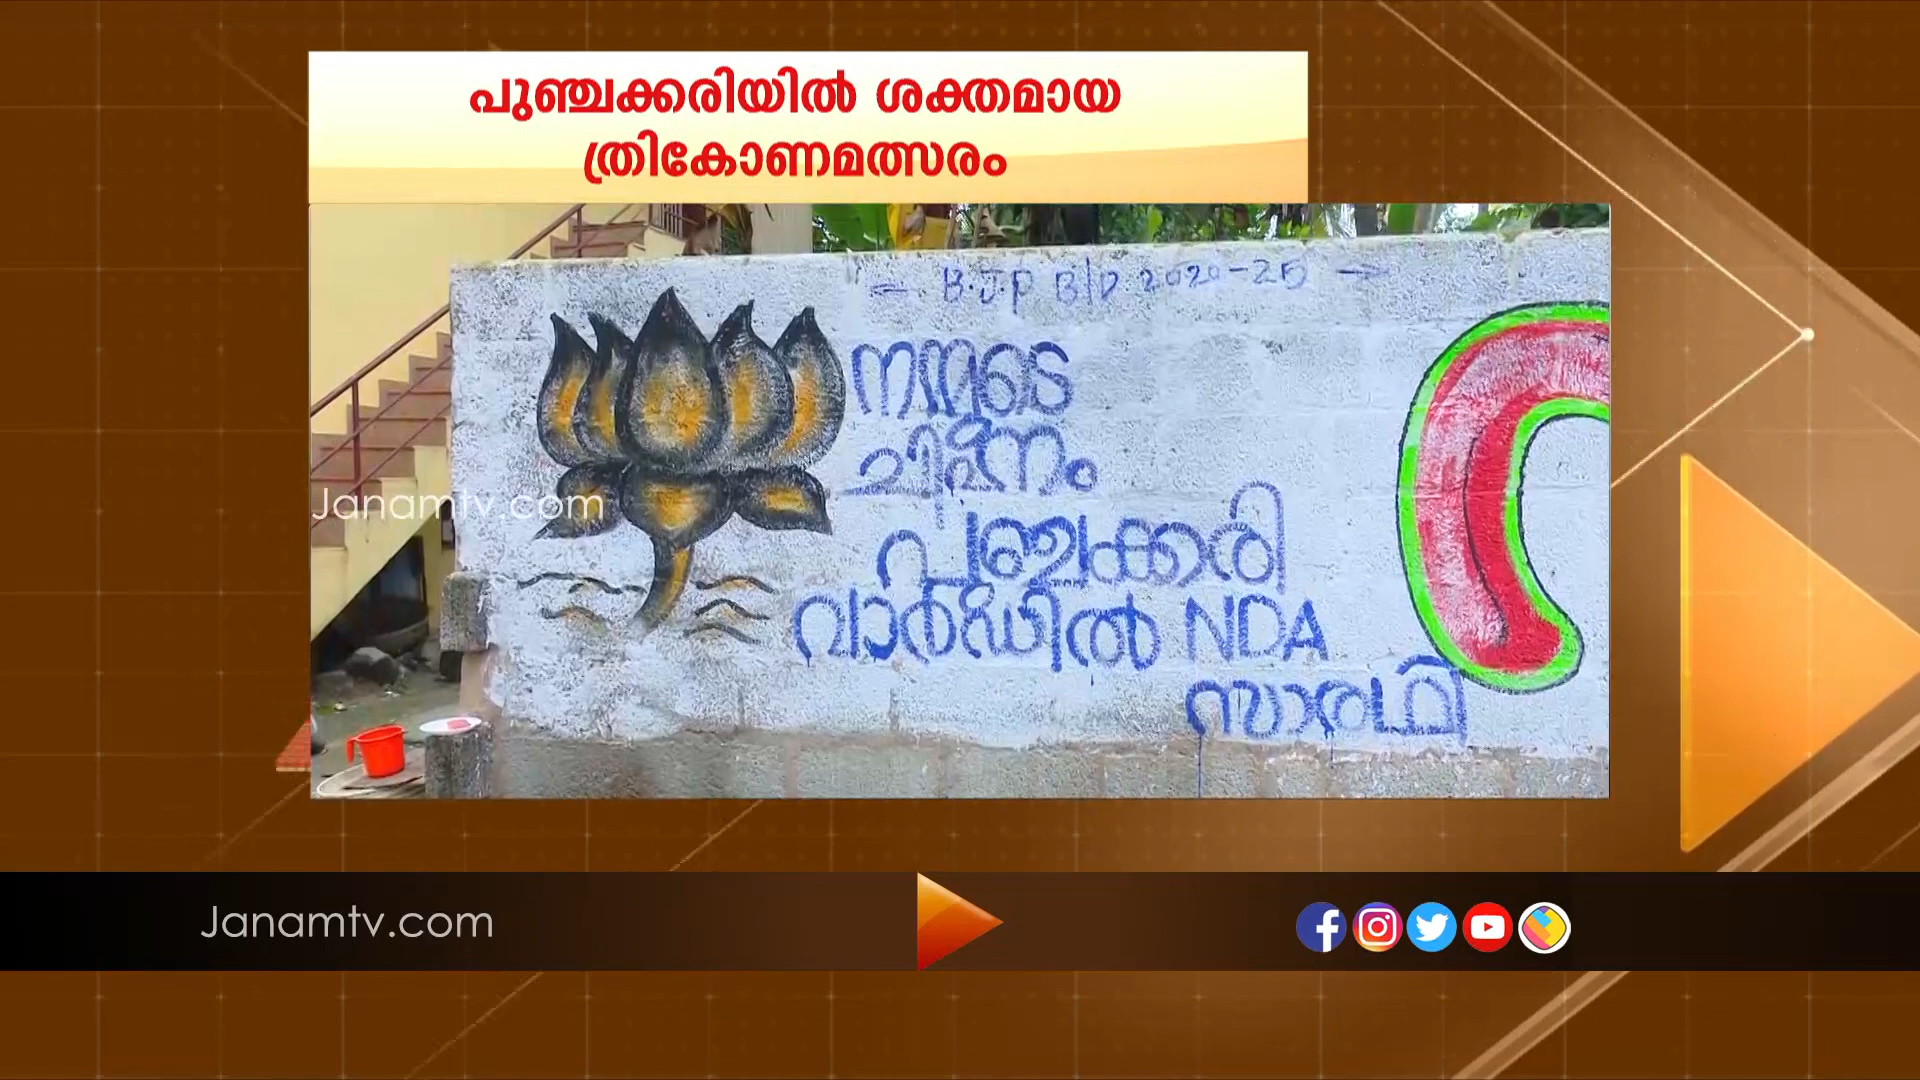 പുഞ്ചക്കരിയിൽ ശക്തമായ
ത്രികോണമത്സരം
B.J.P B/D 2020-25
നമ്മുടെ
ചിഹ്നം
പുഞ്ചക്കരി
വാർഡിൽ NDA
സാരഥി
Janamtv.com
Janamtv.com